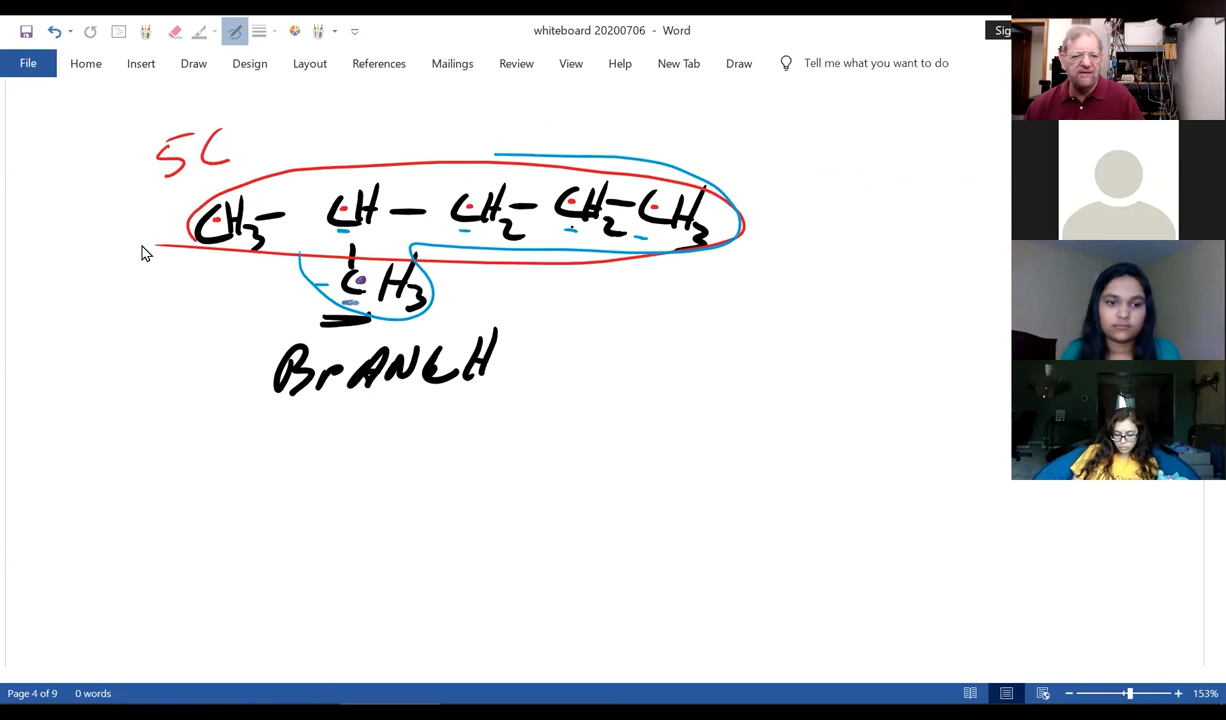 whiteboard 20200706 - Word
Sig
File Home Insert Draw Design Layout References Mailings Review View Help New Tab Draw Tell me what you want to do
5C
CH3 - CH - CH2 - CH2 - CH3
CH3
BrANCH
Page 4 of 9 0 words
153%